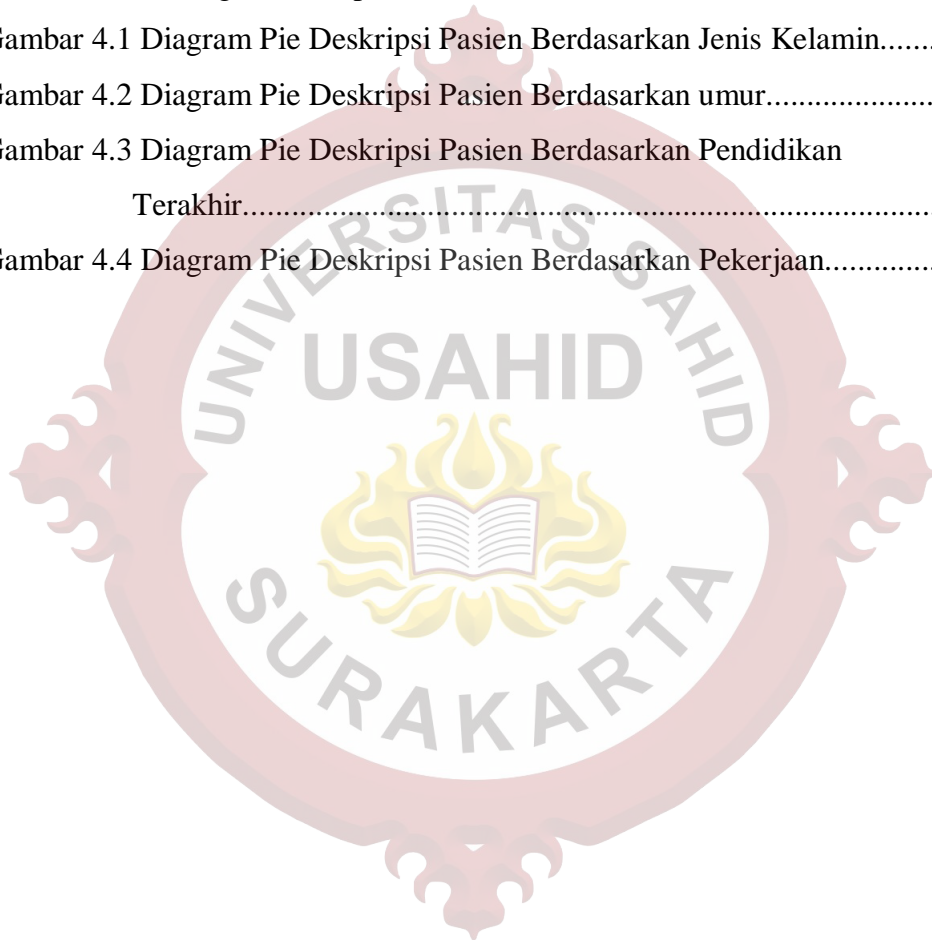 Gambar 4.1 Diagram Pie Deskripsi Pasien Berdasarkan Jenis Kelamin.......
Gambar 4.2 Diagram Pie Deskripsi Pasien Berdasarkan umur....................
Gambar 4.3 Diagram Pie Deskripsi Pasien Berdasarkan Pendidikan
Terakhir....................................................................................
Gambar 4.4 Diagram Pie Deskripsi Pasien Berdasarkan Pekerjaan.............
UNIVERSITAS SAHID
USAHID
SURAKARTA